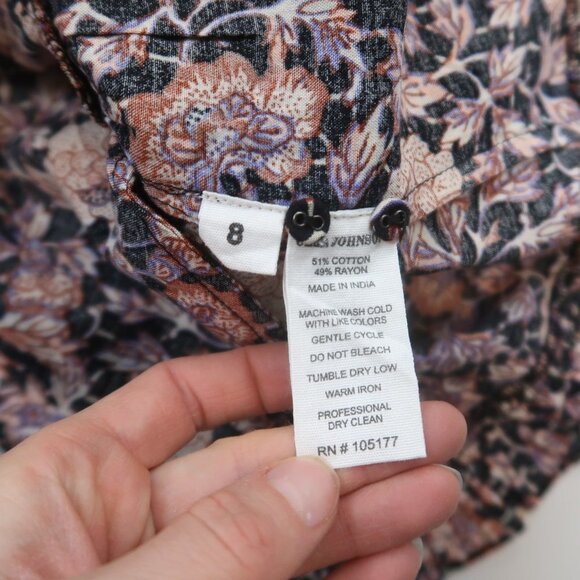 8
JOHNSON
51% COTTON
49% RAYON
MADE IN INDIA
MACHINE WASH COLD
WITH LIKE COLORS
GENTLE CYCLE
DO NOT BLEACH
TUMBLE DRY LOW
WARM IRON
PROFESSIONAL
DRY CLEAN
RN # 105177